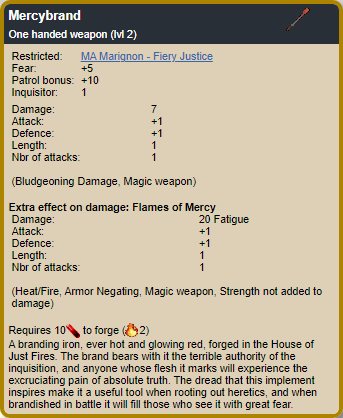 Mercybrand
One handed weapon (lvl 2)
Restricted: MA Marignon - Fiery Justice
Fear: +5
Patrol bonus: +10
Inquisitor: 1
Damage: 7
Attack: +1
Defence: +1
Length: 1
Nbr of attacks: 1
(Bludgeoning Damage, Magic weapon)
Extra effect on damage: Flames of Mercy
Damage: 20 Fatigue
Attack: +1
Defence: +1
Length: 1
Nbr of attacks: 1
(Heat/Fire, Armor Negating, Magic weapon, Strength not added to
damage)
Requires 10 to forge (2)
A branding iron, ever hot and glowing red, forged in the House of
Just Fires. The brand bears with it the terrible authority of the
inquisition, and anyone whose flesh it marks will experience the
excruciating pain of absolute truth. The dread that this implement
inspires make it a useful tool when rooting out heretics, and when
brandished in battle it will fill those who see it with great fear.